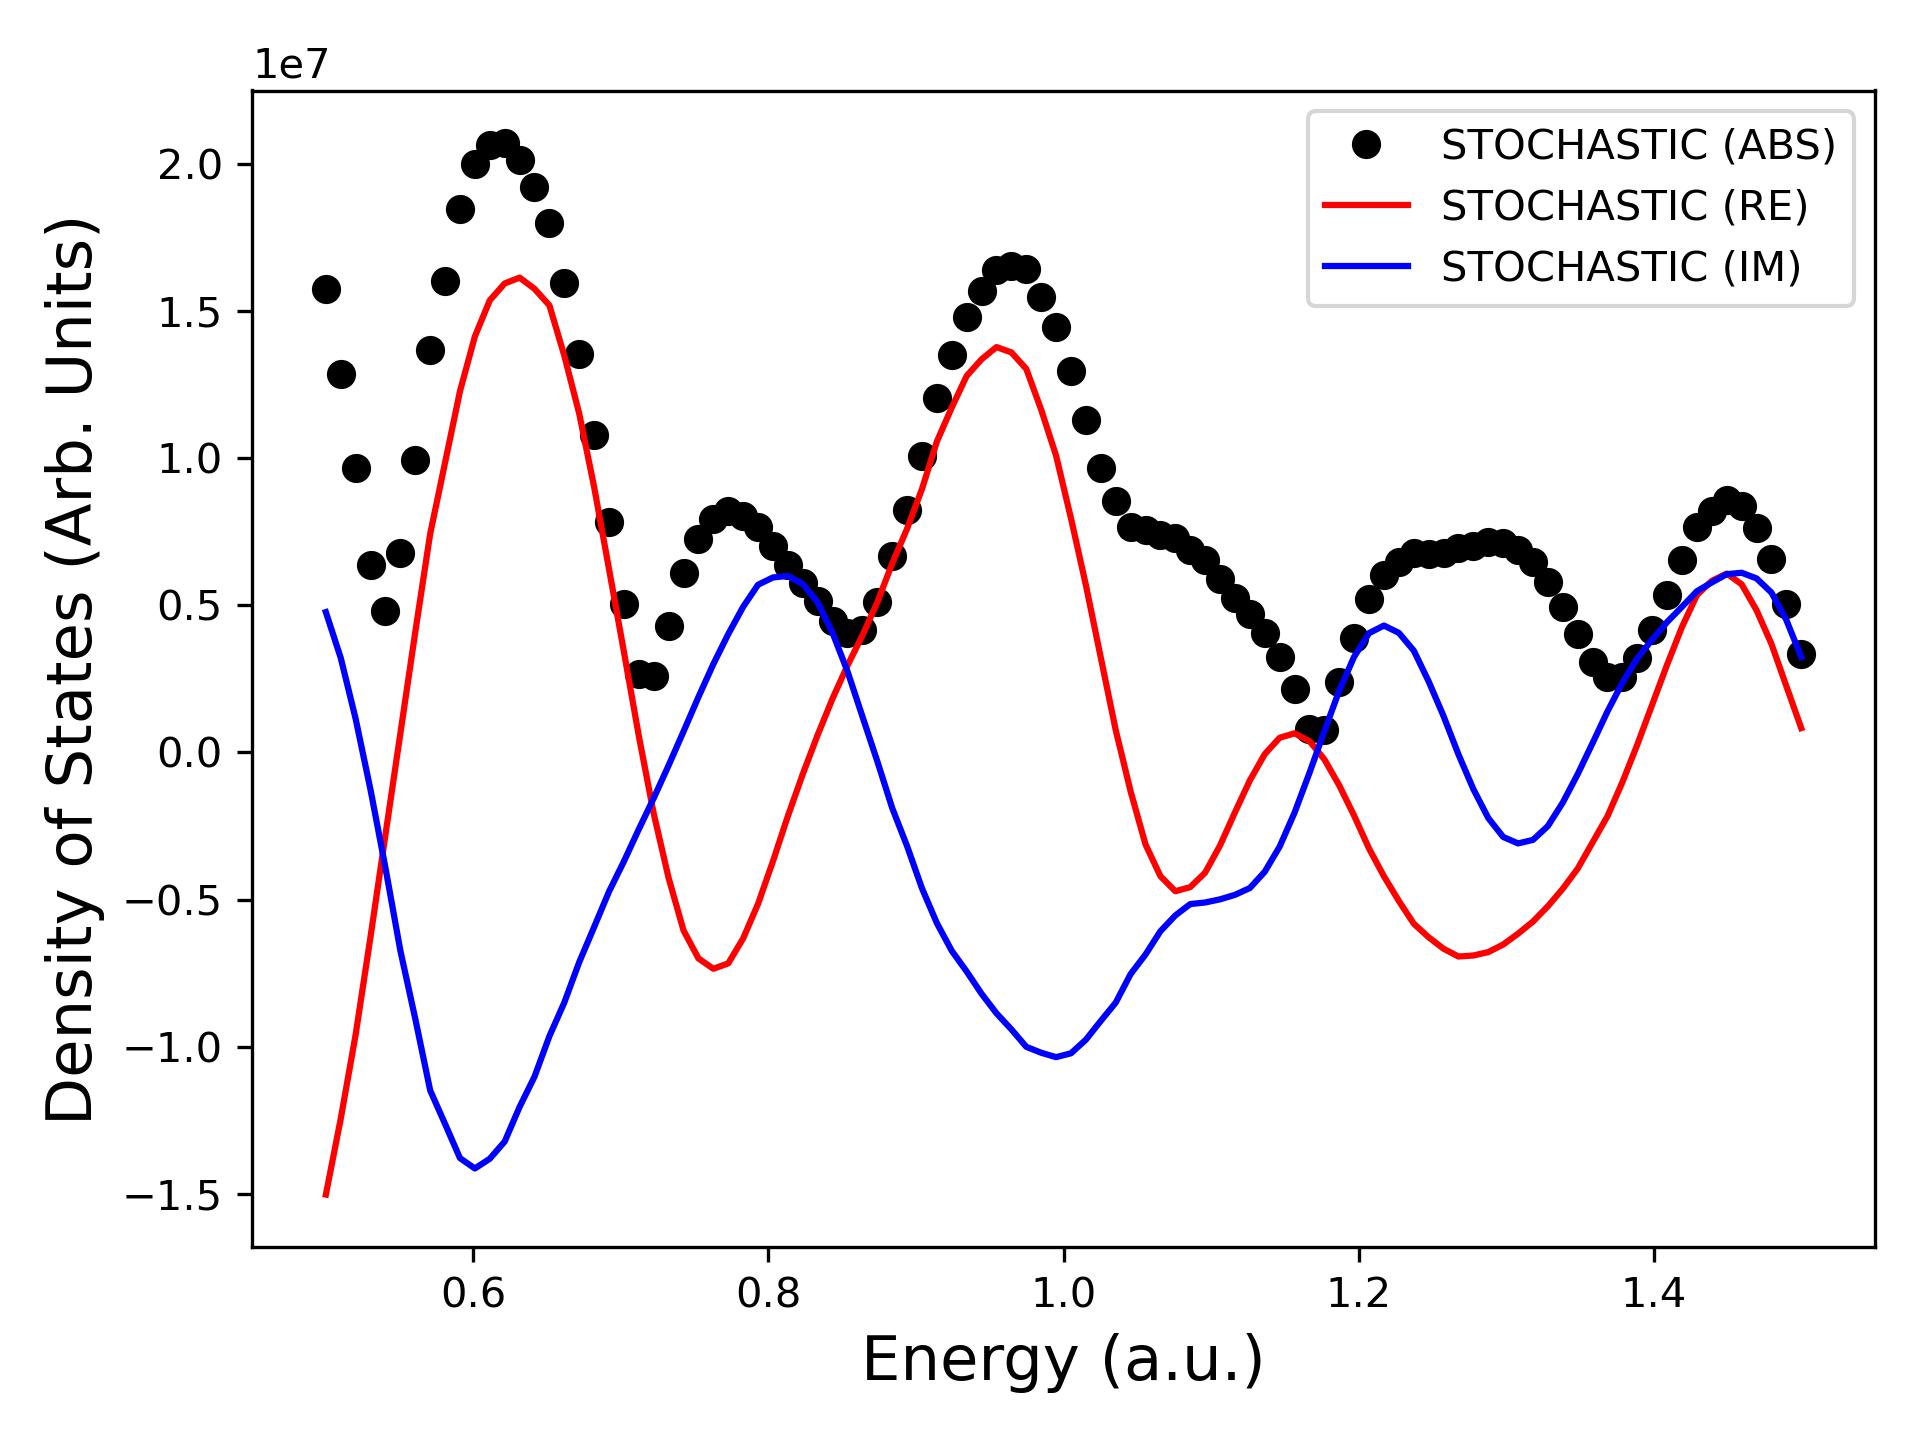 1e7
STOCHASTIC (ABS)
STOCHASTIC (RE)
STOCHASTIC (IM)
Density of States (Arb. Units)
2.0
1.5
1.0
0.5
0.0
−0.5
−1.0
−1.5
0.6 0.8 1.0 1.2 1.4
Energy (a.u.)